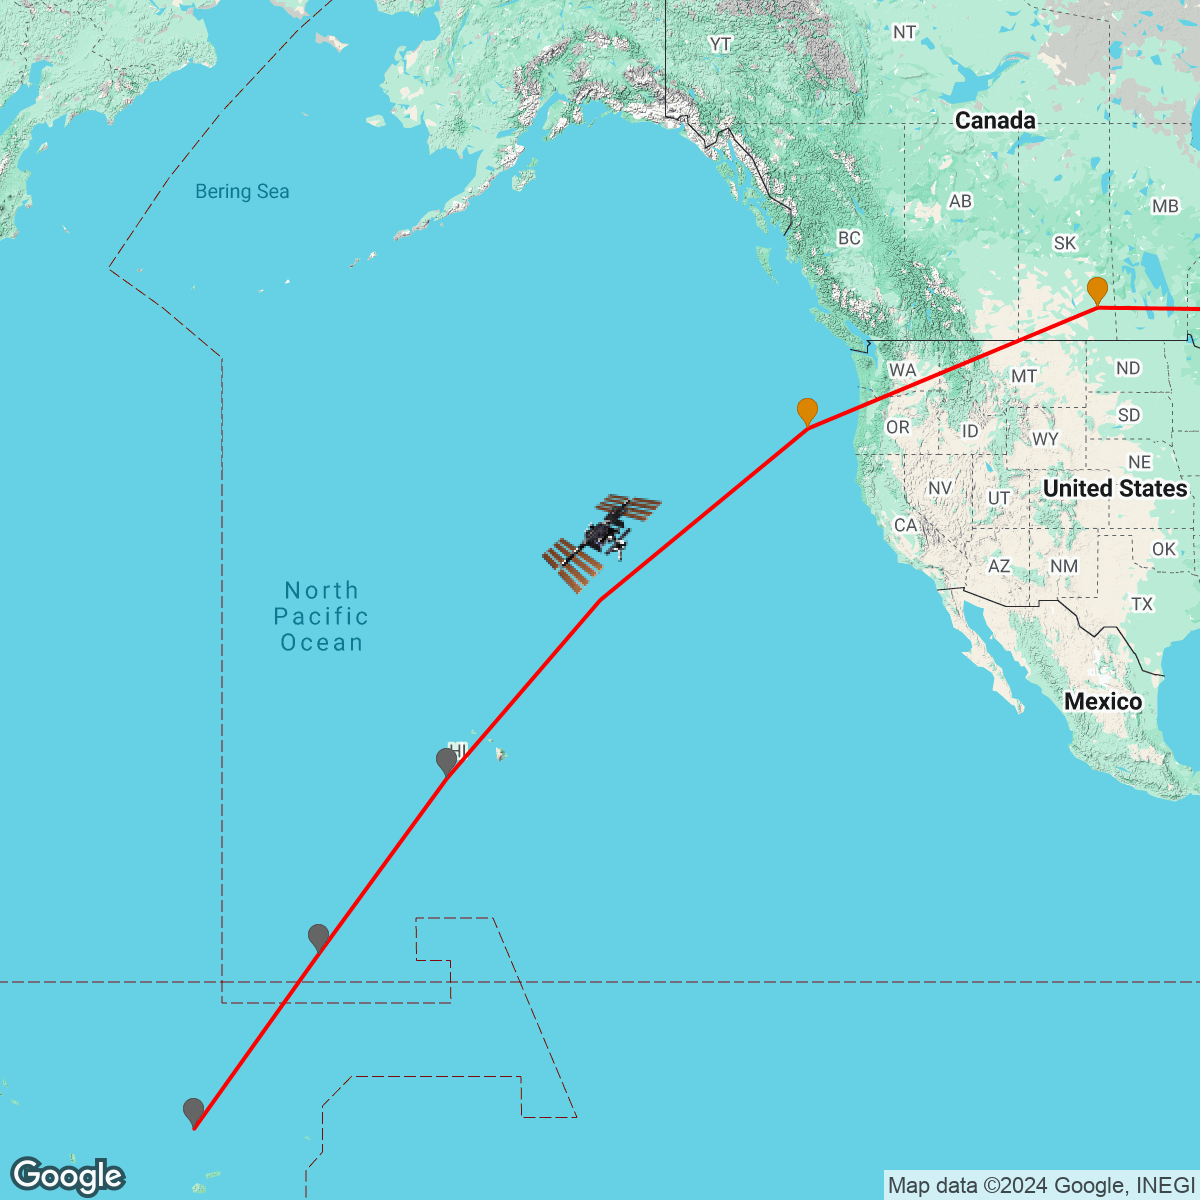 NT
YT
Canada
Bering Sea
AB
MB
BC
SK
WA
MT
ND
SD
OR
ID
WY
NE
NV
UT
United States
CA
OK
AZ
NM
TX
North
Pacific
Ocean
Mexico
HI
Google
Map data ©2024 Google, INEGI